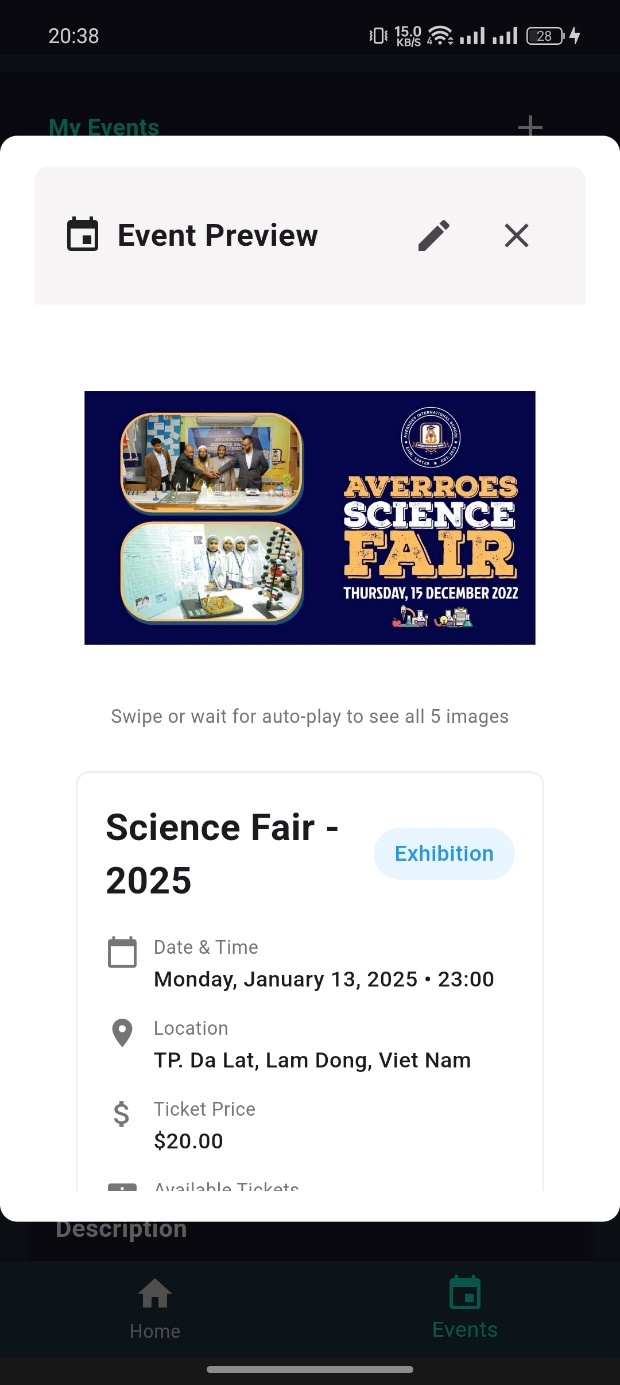 20:38
15.0
KB/S
28
My Events
Event Preview
AVERROES
SCIENCE
FAIR
THURSDAY, 15 DECEMBER 2022
Swipe or wait for auto-play to see all 5 images
Science Fair -
2025
Exhibition
Date & Time
Monday, January 13, 2025 • 23:00
Location
TP. Da Lat, Lam Dong, Viet Nam
Ticket Price
$20.00
Available Tickets
Description
Home
Events